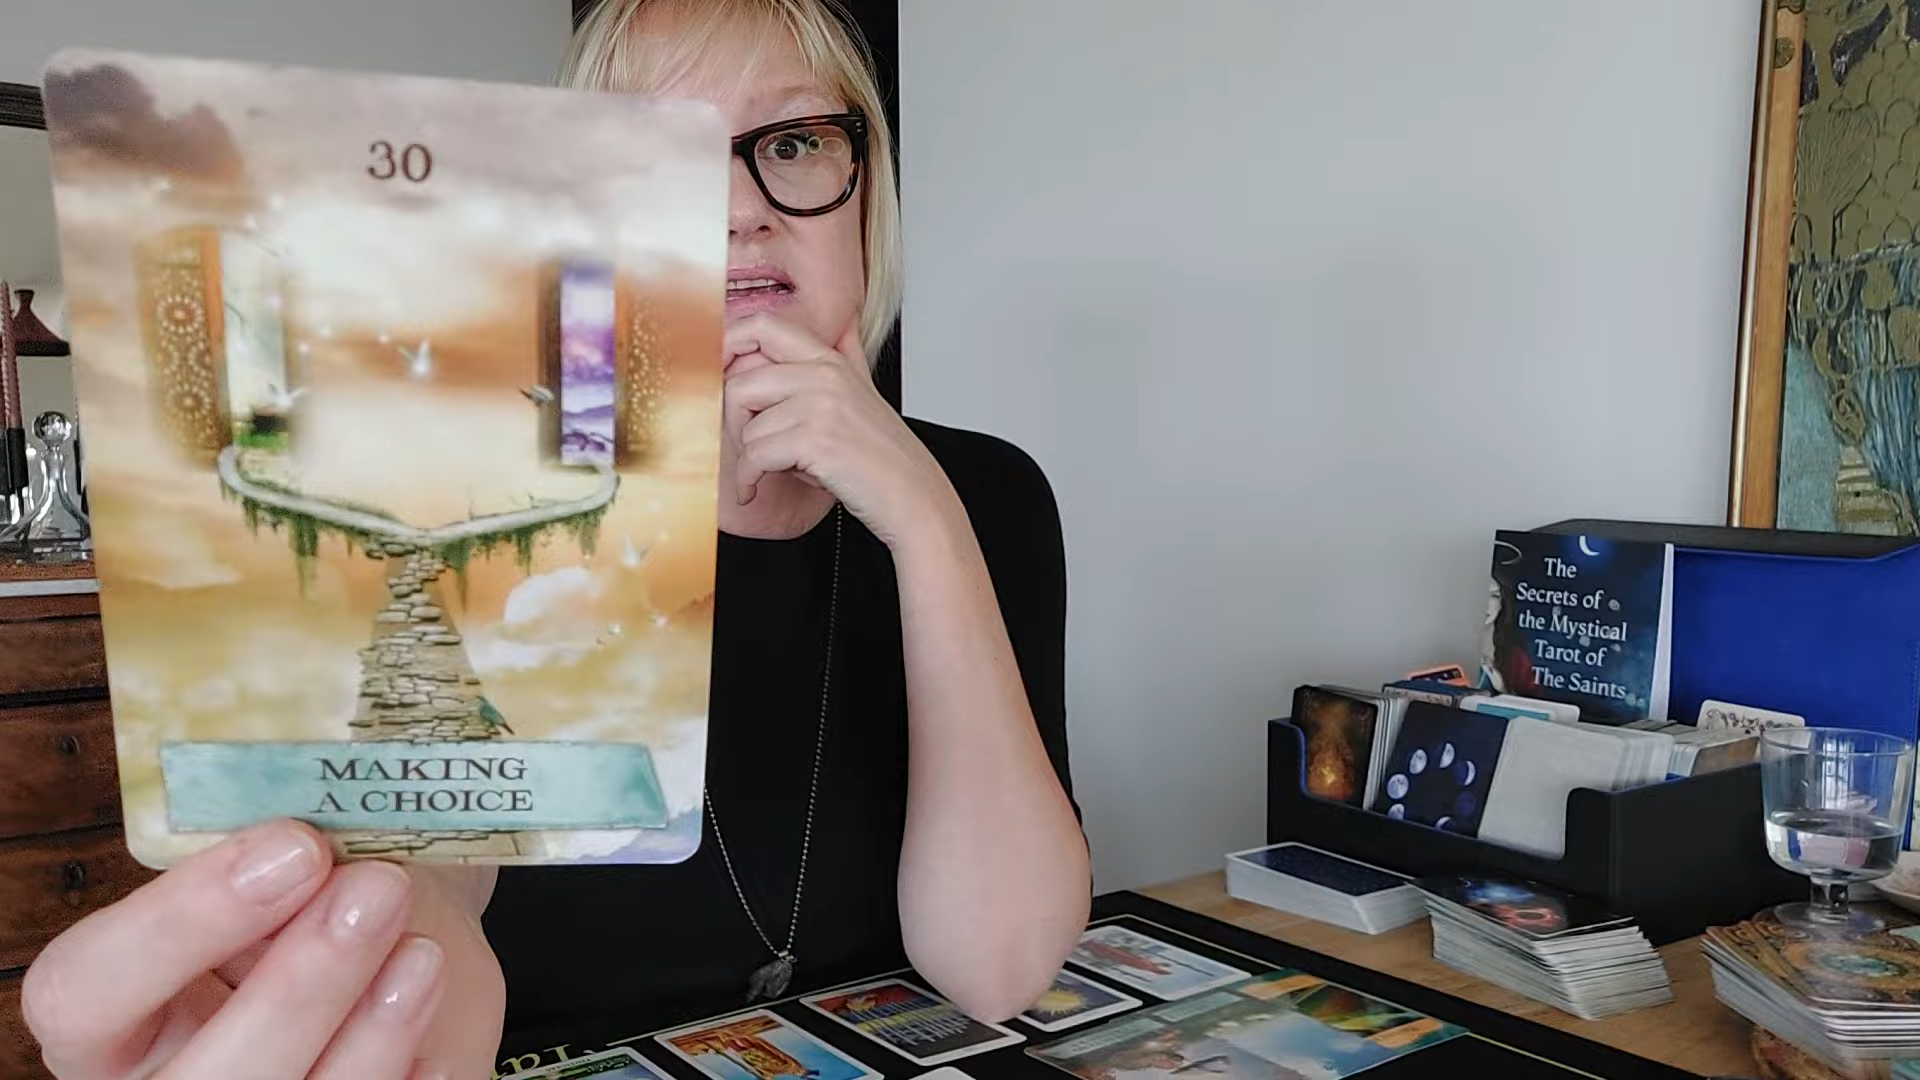 30
MAKING
A CHOICE
The
Secrets of
the Mystical
Tarot of
The Saints